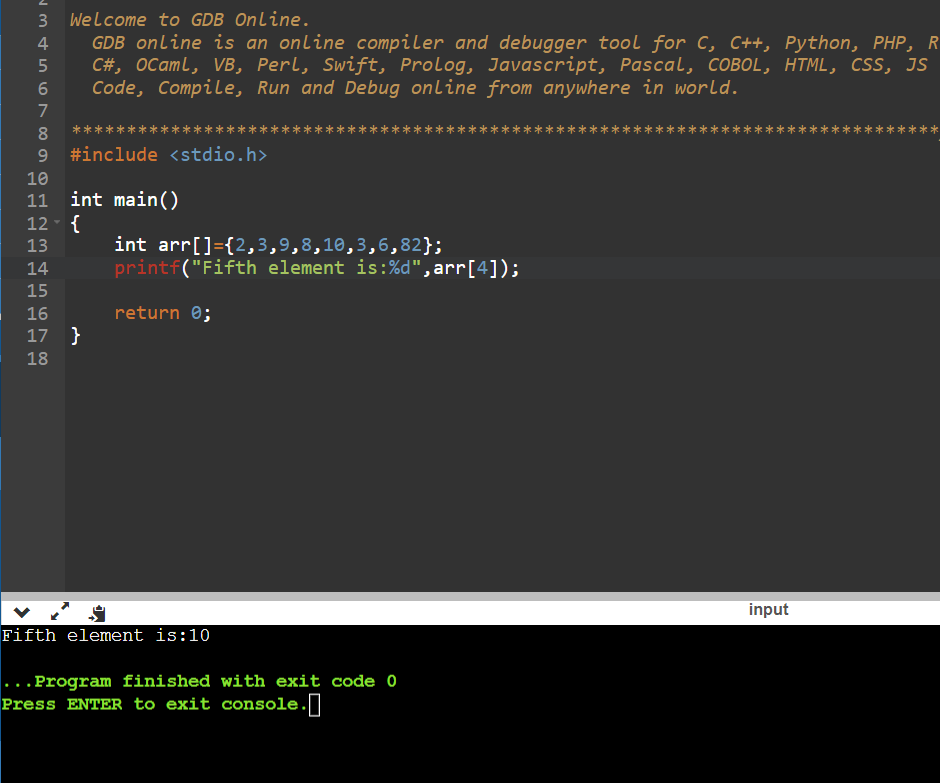 3 Welcome to GDB Online.
4 GDB online is an online compiler and debugger tool for C, C++, Python, PHP, R
5 C#, OCaml, VB, Perl, Swift, Prolog, Javascript, Pascal, COBOL, HTML, CSS, JS
6 Code, Compile, Run and Debug online from anywhere in world.
7
8 *******************************************************************************
9 #include <stdio.h>
10
11 int main()
12 {
13 int arr[]={2,3,9,8,10,3,6,82};
14 printf("Fifth element is:%d",arr[4]);
15
16 return 0;
17 }
18
input
Fifth element is:10
...Program finished with exit code 0
Press ENTER to exit console.